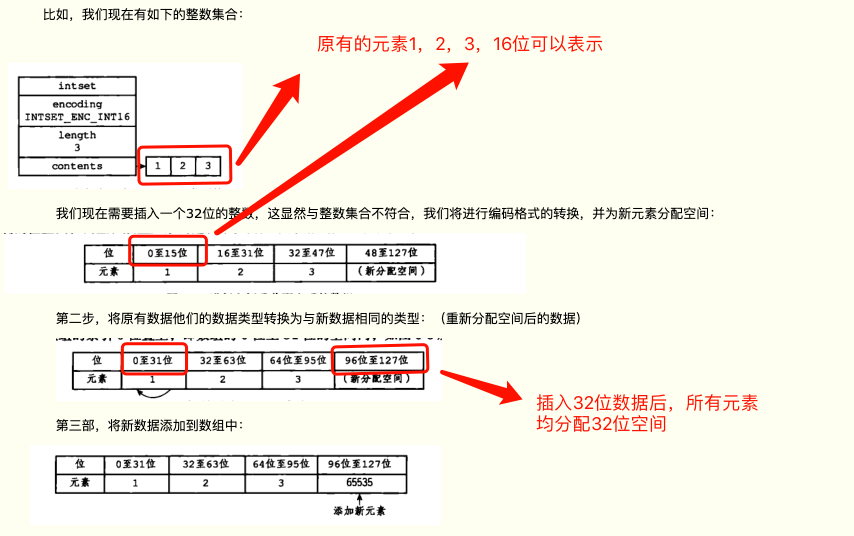 比如，我们现在有如下的整数集合：
原有的元素1，2，3，16位可以表示
intset
encoding
INTSET_ENC_INT16
length
3
contents 1 2 3
我们现在需要插入一个32位的整数，这显然与整数集合不符合，我们将进行编码格式的转换，并为新元素分配空间：
位 0至15位 16至31位 32至47位 48至127位
元素 1 2 3 （新分配空间）
第二步，将原有数据他们的数据类型转换为与新数据相同的类型：（重新分配空间后的数据）
位 0至31位 32至63位 64位至95位 96位至127位
元素 1 2 3 （新分配空间）
插入32位数据后，所有元素
均分配32位空间
第三部，将新数据添加到数组中：
位 0至31位 32至63位 64位至95位 96位至127位
元素 1 2 3 65535
添加新元素